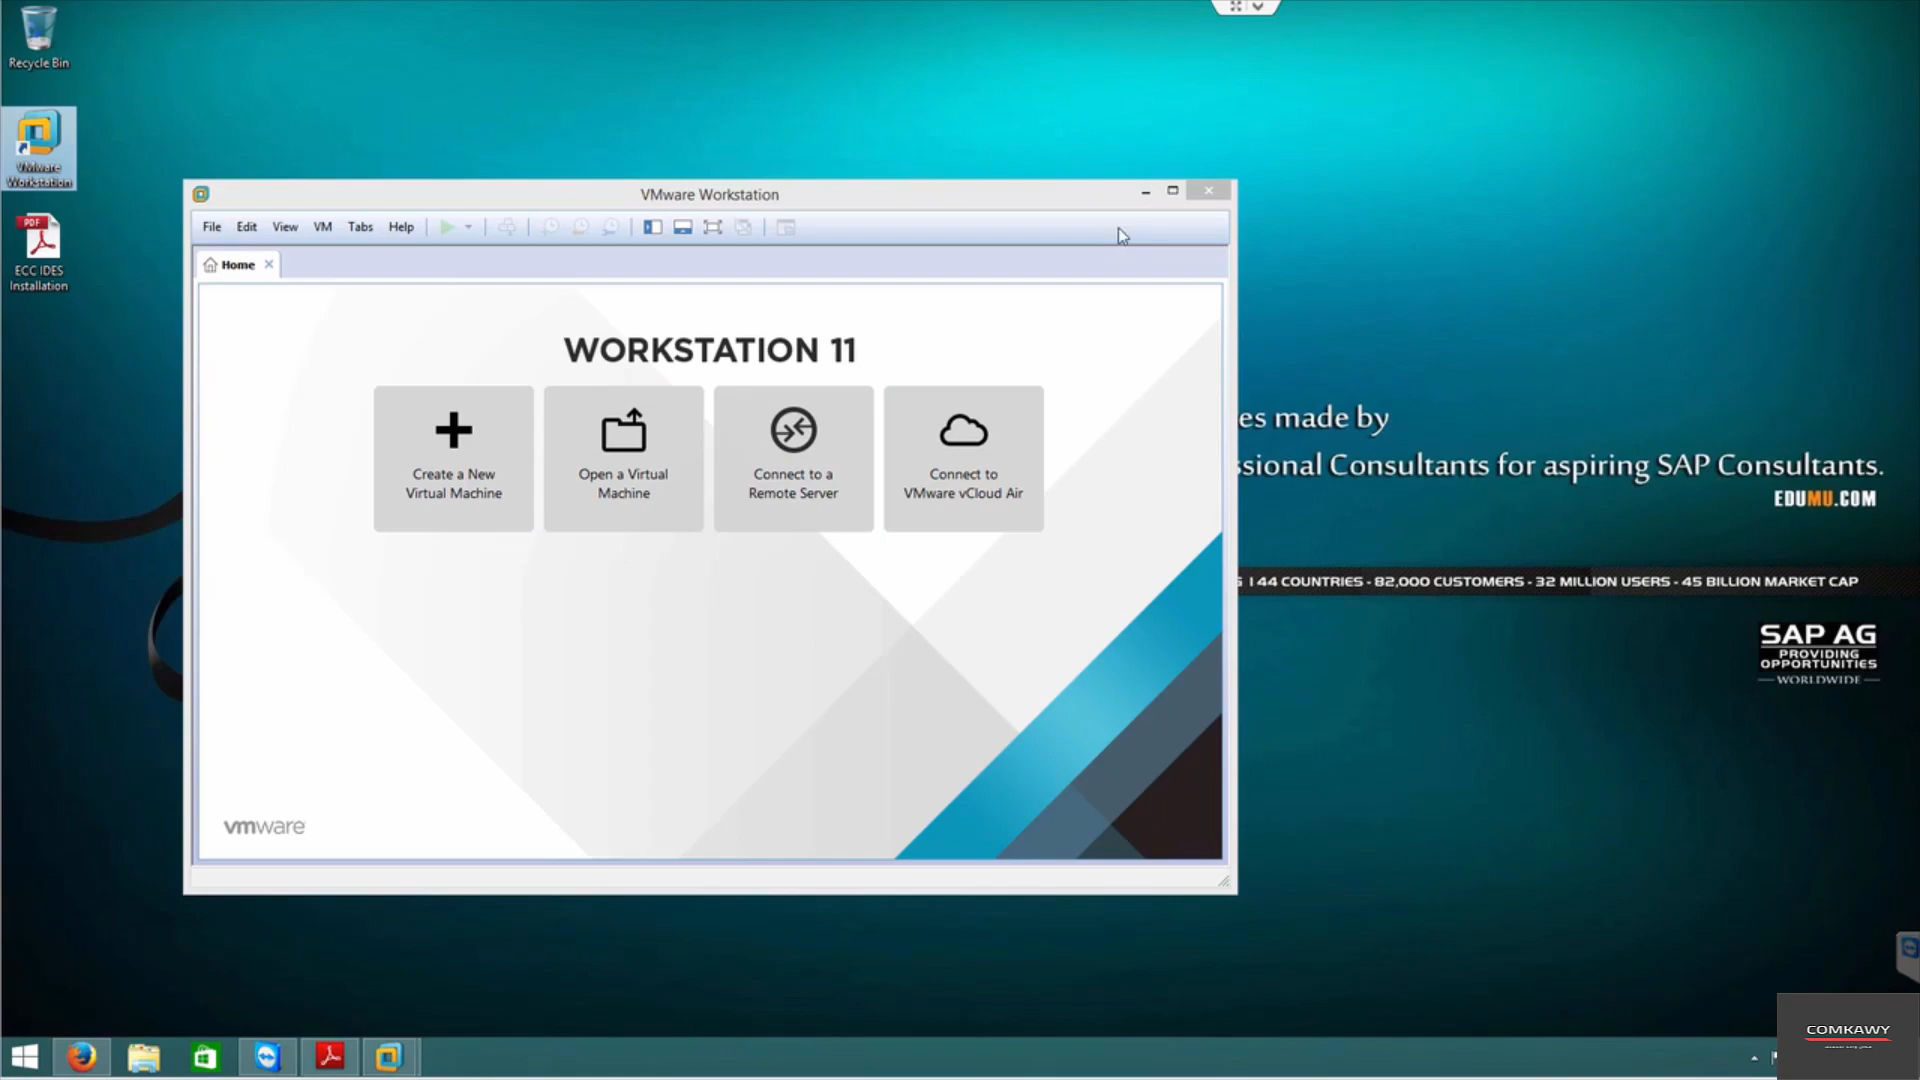 Recycle Bin
VMware
Workstation
PDF
ECC IDES
Installation
VMware Workstation
File Edit View VM Tabs Help
Home
WORKSTATION 11
Create a New
Virtual Machine
Open a Virtual
Machine
Connect to a
Remote Server
Connect to
VMware vCloud Air
vmware
es made by
ssional Consultants for aspiring SAP Consultants.
EDUMU.COM
144 COUNTRIES - 82,000 CUSTOMERS - 32 MILLION USERS - 45 BILLION MARKET CAP
SAP AG
PROVIDING
OPPORTUNITIES
WORLDWIDE
COMKAWY